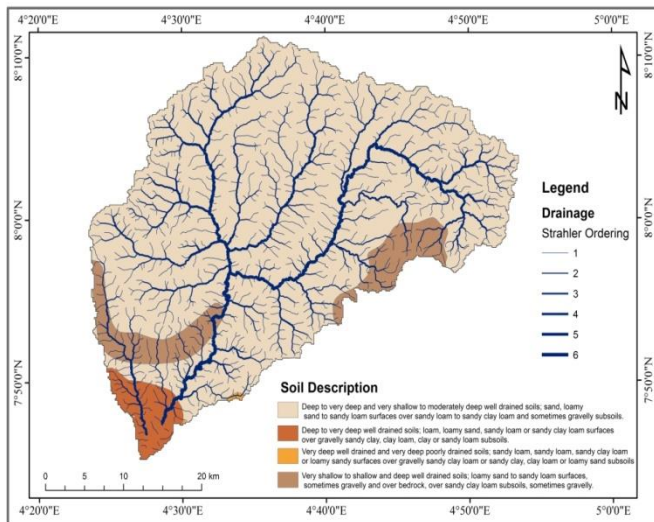 4°20'0"E 4°30'0"E 4°40'0"E 4°50'0"E 5°0'0"E
8°10'0"N 8°10'0"N
N
8°0'0"N 8°0'0"N
7°50'0"N 7°50'0"N
Legend
Drainage
Strahler Ordering
1
2
3
4
5
6
Soil Description
Deep to very deep and very shallow to moderately deep well drained soils; sand, loamy
sand to sandy loam surfaces over sandy loam to sandy clay loam and sometimes gravelly subsoils.
Deep to very deep well drained soils; loam, loamy sand, sandy loam or sandy clay loam surfaces
over gravelly sandy clay, clay loam, clay or sandy loam subsoils.
Very deep well drained and very deep poorly drained soils; sandy loam, sandy loam, sandy clay loam
or loamy sandy surfaces over gravelly sandy clay loam or sandy clay, clay loam or loamy sand subsoils
Very shallow to shallow and deep well drained soils; loamy sand to sandy loam surfaces,
sometimes gravelly and over bedrock, over sandy clay loam subsoils, sometimes gravelly.
0 5 10 20 km
4°20'0"E 4°30'0"E 4°40'0"E 4°50'0"E 5°0'0"E